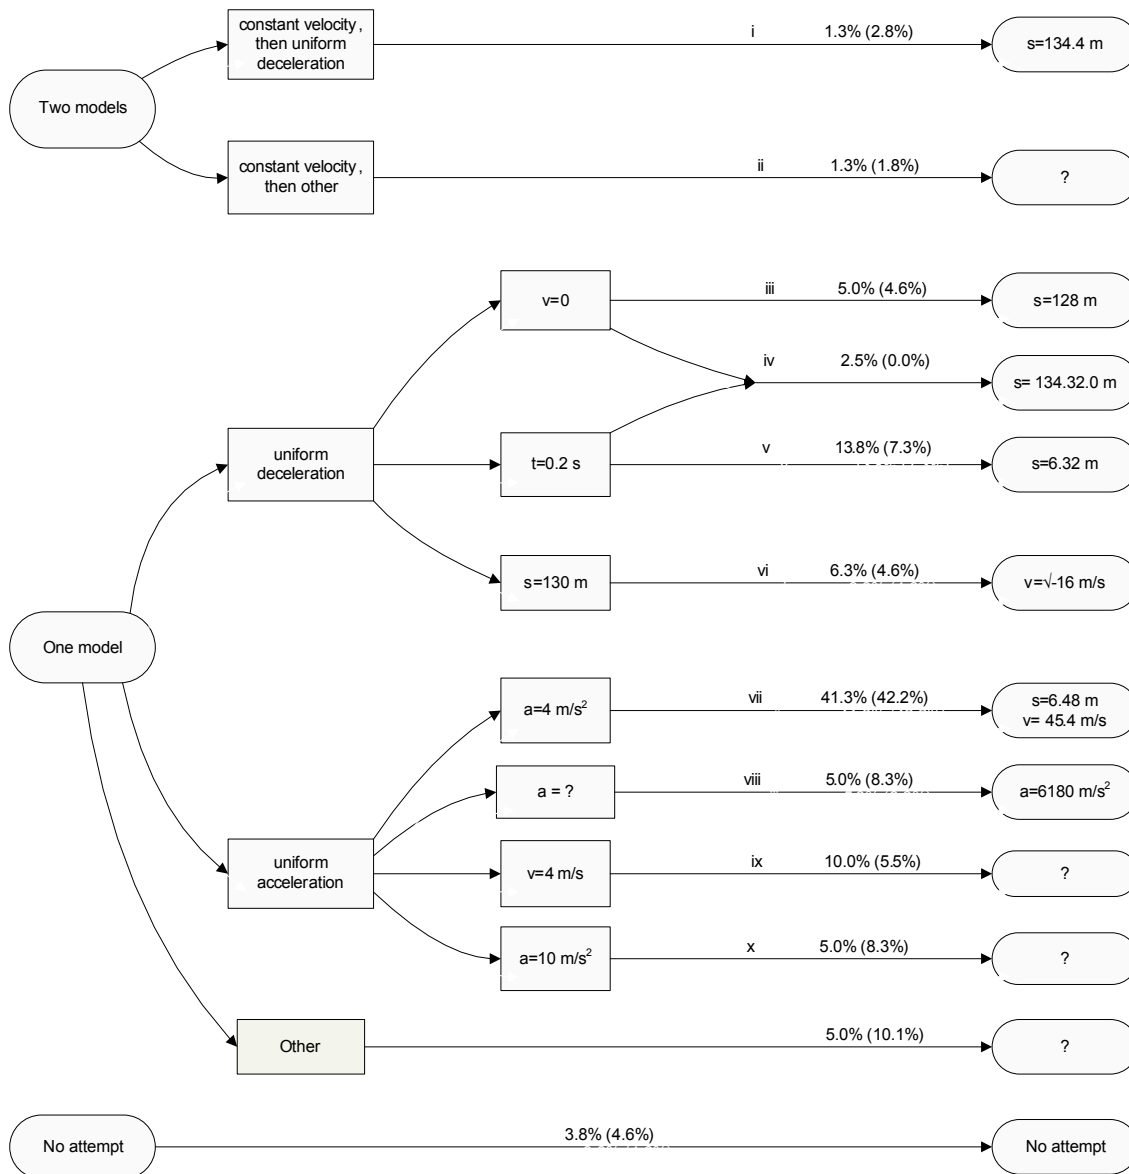 constant velocity,
then uniform
deceleration
i 1.3% (2.8%)
s=134.4 m
Two models
constant velocity,
then other
ii 1.3% (1.8%)
?
v=0
iii 5.0% (4.6%)
s=128 m
iv 2.5% (0.0%)
s= 134.32.0 m
uniform
deceleration
t=0.2 s
v 13.8% (7.3%)
s=6.32 m
s=130 m
vi 6.3% (4.6%)
v=√-16 m/s
One model
a=4 m/s²
vii 41.3% (42.2%)
s=6.48 m
v= 45.4 m/s
a = ?
viii 5.0% (8.3%)
a=6180 m/s²
uniform
acceleration
v=4 m/s
ix 10.0% (5.5%)
?
a=10 m/s²
x 5.0% (8.3%)
?
Other
5.0% (10.1%)
?
No attempt
3.8% (4.6%)
No attempt